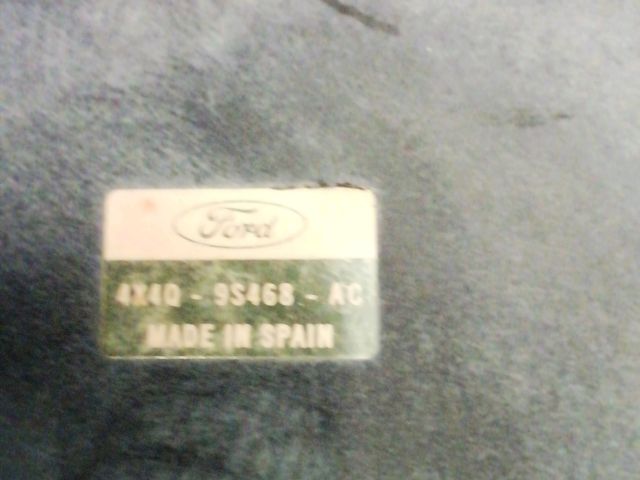 Ford
4X4Q - 9S468 - AC
MADE IN SPAIN